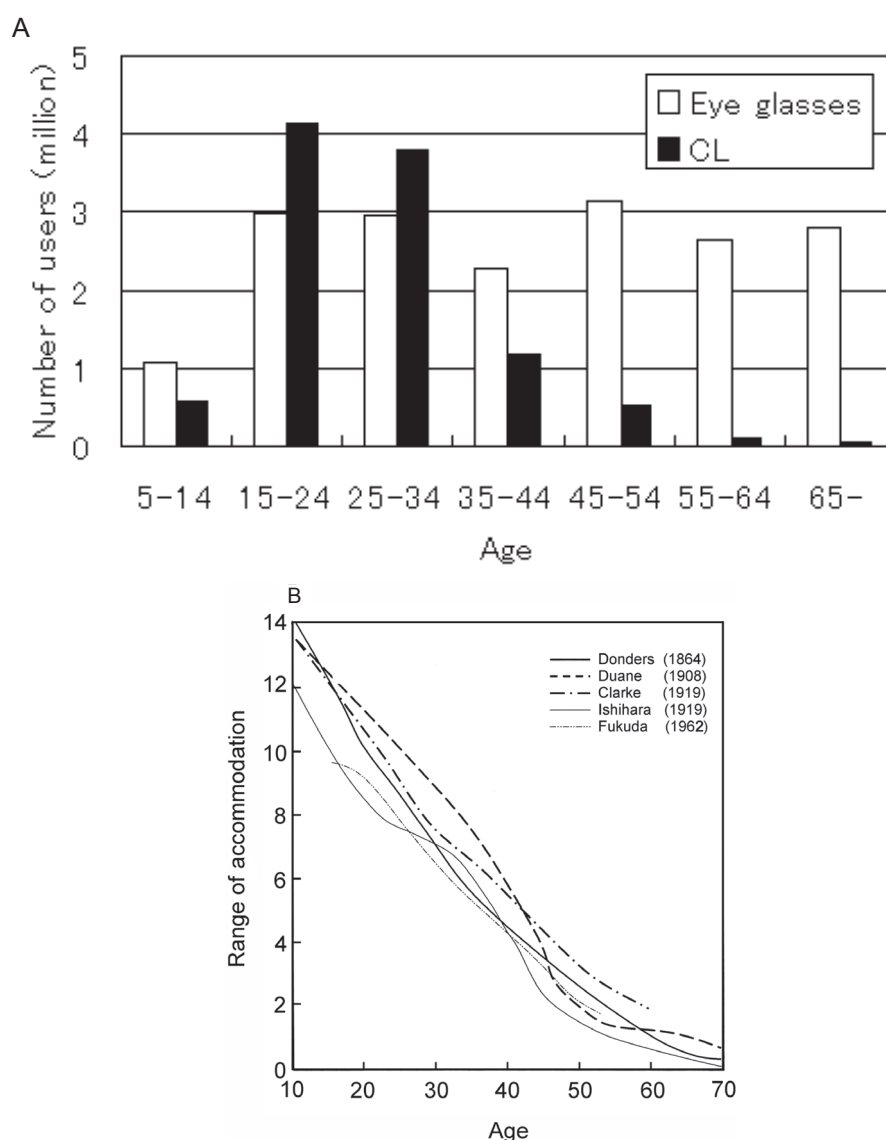 A
5
4
3
2
1
0
Number of users (million)
Eye glasses
CL
5-14 15-24 25-34 35-44 45-54 55-64 65-
Age
B
14
12
10
8
6
4
2
0
Range of accommodation
Donders (1864)
Duane (1908)
Clarke (1919)
Ishihara (1919)
Fukuda (1962)
10 20 30 40 50 60 70
Age